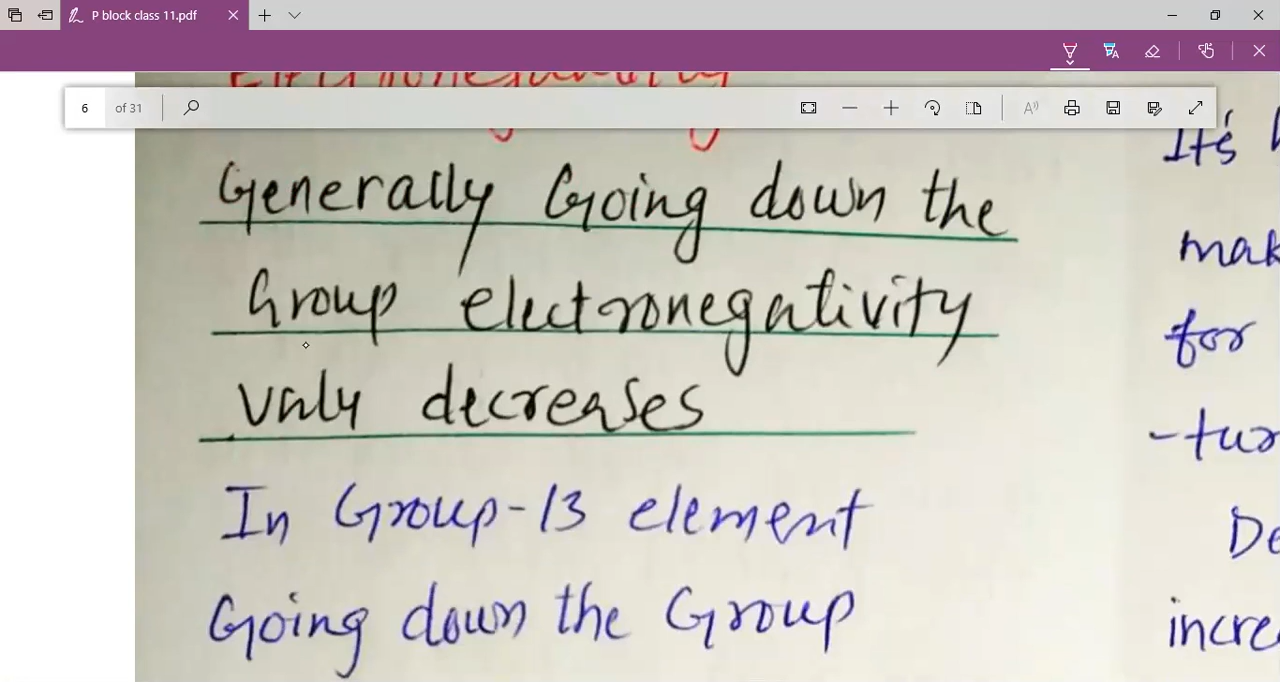 P block class 11.pdf
6 of 31
Electronegativity
Generally Going down the
Group electronegativity
valu decreases
In Group-13 element
Going down the Group
It's
mak
for
-tur
De
incre